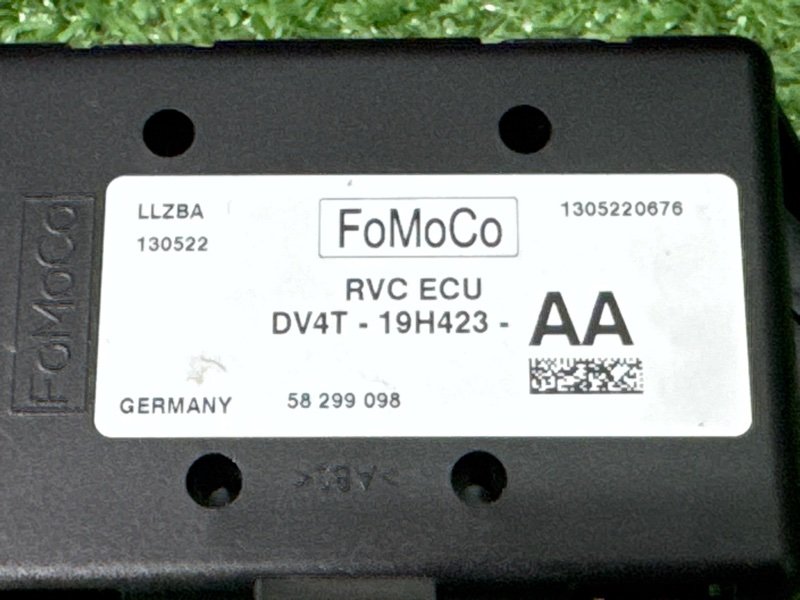 LLZBA
130522
FoMoCo
1305220676
RVC ECU
DV4T - 19H423 - AA
GERMANY
58 299 098
FoMoCo
>ABS<